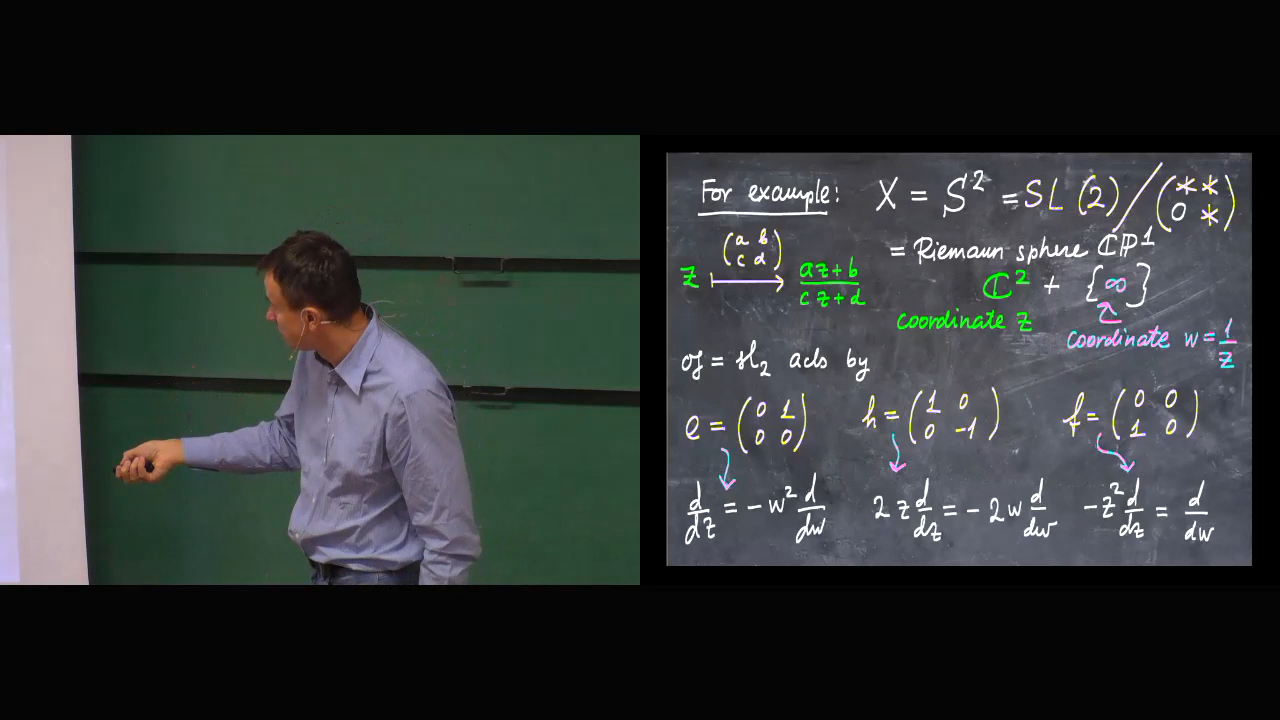 For example: X = S² = SL(2)/(* * 0 *)
= Riemann sphere ℂℙ¹
z ↦ (a b c d) az+b / cz+d
ℂ² + {∞}
coordinate z
coordinate w = 1/z
𝔤 = sl₂ acts by
e = (0 1 0 0) h = (1 0 0 -1) f = (0 0 1 0)
d/dz = -w² d/dw 2z d/dz = -2w d/dw -z² d/dz = d/dw